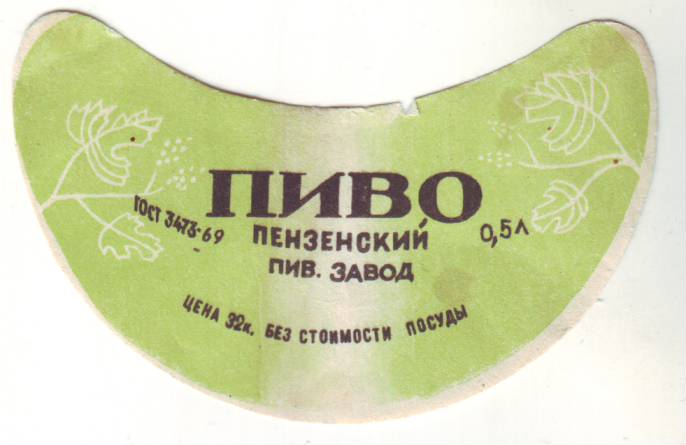 ПИВО
ГОСТ 3473-69
ПЕНЗЕНСКИЙ
0,5л
ПИВ. ЗАВОД
ЦЕНА 32к. БЕЗ СТОИМОСТИ ПОСУДЫ